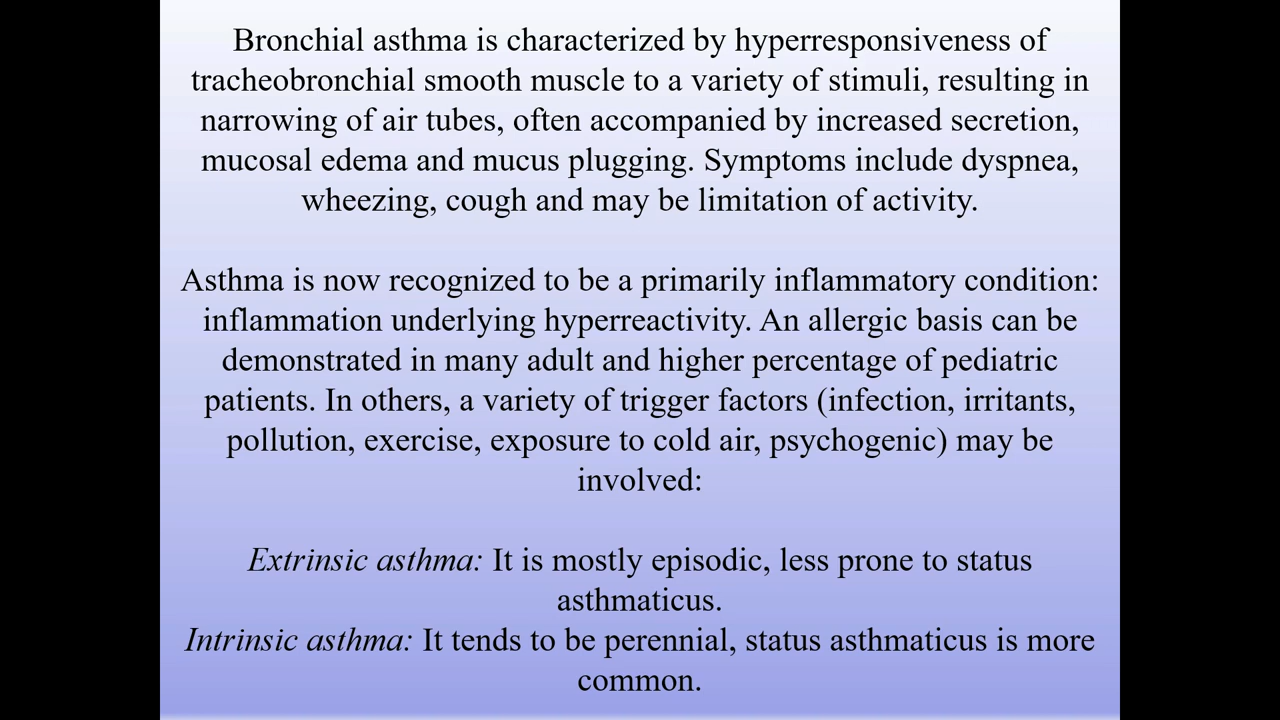 Bronchial asthma is characterized by hyperresponsiveness of
tracheobronchial smooth muscle to a variety of stimuli, resulting in
narrowing of air tubes, often accompanied by increased secretion,
mucosal edema and mucus plugging. Symptoms include dyspnea,
wheezing, cough and may be limitation of activity.
Asthma is now recognized to be a primarily inflammatory condition:
inflammation underlying hyperreactivity. An allergic basis can be
demonstrated in many adult and higher percentage of pediatric
patients. In others, a variety of trigger factors (infection, irritants,
pollution, exercise, exposure to cold air, psychogenic) may be
involved:
Extrinsic asthma: It is mostly episodic, less prone to status
asthmaticus.
Intrinsic asthma: It tends to be perennial, status asthmaticus is more
common.